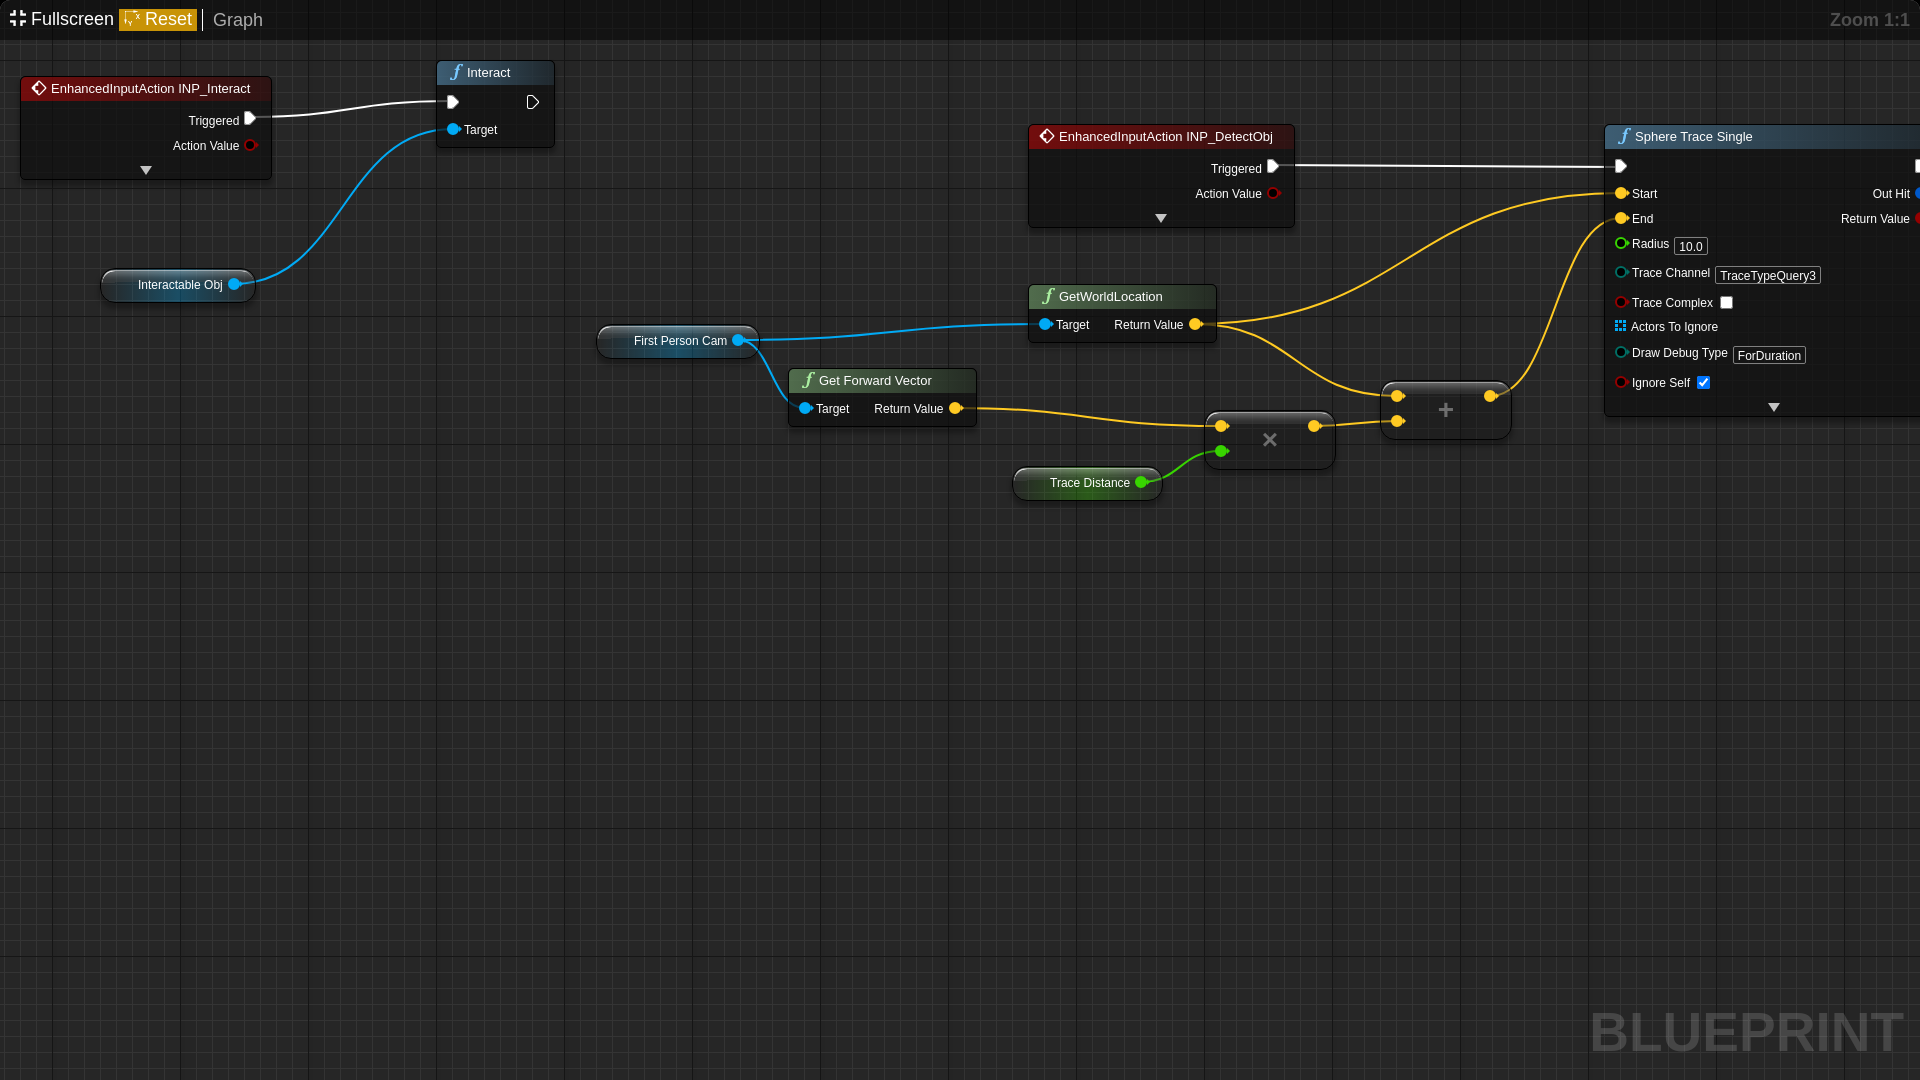 Fullscreen Reset Graph
Zoom 1:1
EnhancedInputAction INP_Interact
Triggered
Action Value
Interact
Target
Interactable Obj
EnhancedInputAction INP_DetectObj
Triggered
Action Value
First Person Cam
GetWorldLocation
Target Return Value
Get Forward Vector
Target Return Value
Trace Distance
×
+
Sphere Trace Single
Start Out Hit
End Return Value
Radius 10.0
Trace Channel TraceTypeQuery3
Trace Complex
Actors To Ignore
Draw Debug Type ForDuration
Ignore Self
BLUEPRINT